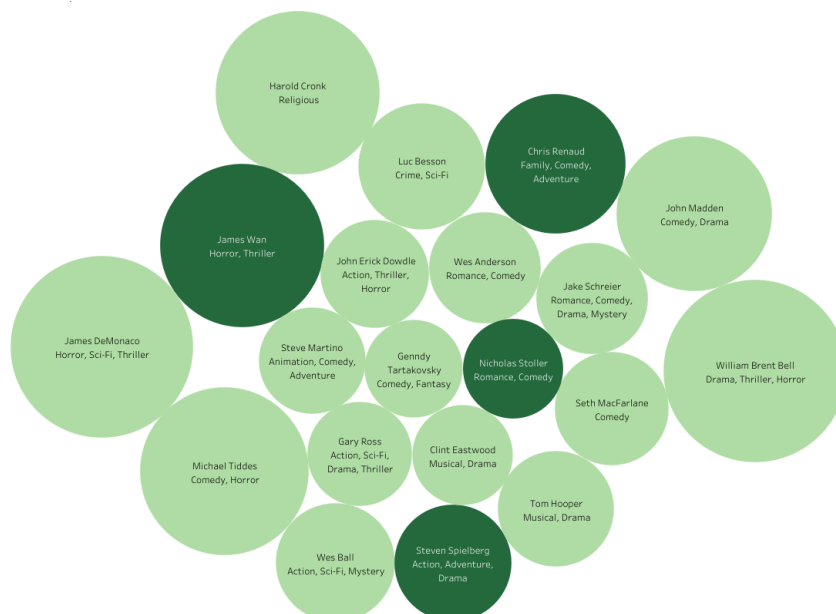 Harold Cronk
Religious
Luc Besson
Crime, Sci-Fi
Chris Renaud
Family, Comedy,
Adventure
John Madden
Comedy, Drama
James Wan
Horror, Thriller
John Erick Dowdle
Action, Thriller,
Horror
Wes Anderson
Romance, Comedy
Jake Schreier
Romance, Comedy,
Drama, Mystery
James DeMonaco
Horror, Sci-Fi, Thriller
Steve Martino
Animation, Comedy,
Adventure
Genndy
Tartakovsky
Comedy, Fantasy
Nicholas Stoller
Romance, Comedy
William Brent Bell
Drama, Thriller, Horror
Seth MacFarlane
Comedy
Michael Tiddes
Comedy, Horror
Gary Ross
Action, Sci-Fi,
Drama, Thriller
Clint Eastwood
Musical, Drama
Tom Hooper
Musical, Drama
Wes Ball
Action, Sci-Fi, Mystery
Steven Spielberg
Action, Adventure,
Drama